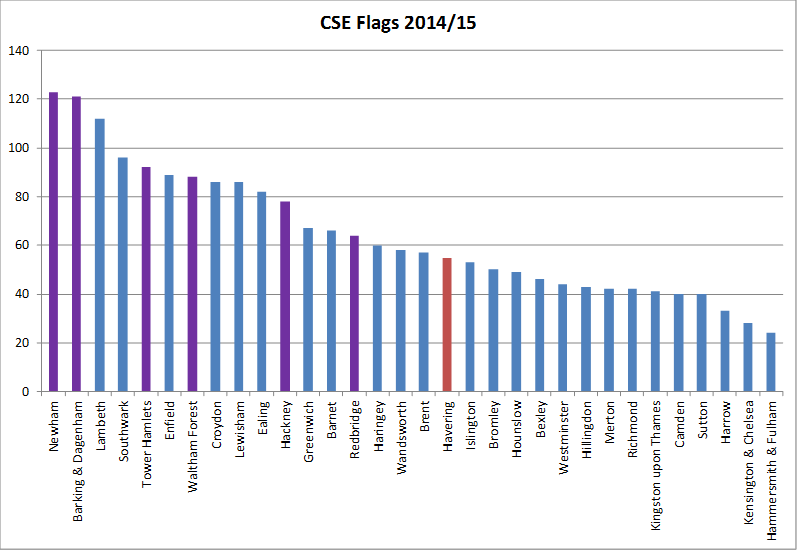 CSE Flags 2014/15
140
120
100
80
60
40
20
0
Newham
Barking & Dagenham
Lambeth
Southwark
Tower Hamlets
Enfield
Waltham Forest
Croydon
Lewisham
Ealing
Hackney
Greenwich
Barnet
Redbridge
Haringey
Wandsworth
Brent
Havering
Islington
Bromley
Hounslow
Bexley
Westminster
Hillingdon
Merton
Richmond
Kingston upon Thames
Camden
Sutton
Harrow
Kensington & Chelsea
Hammersmith & Fulham